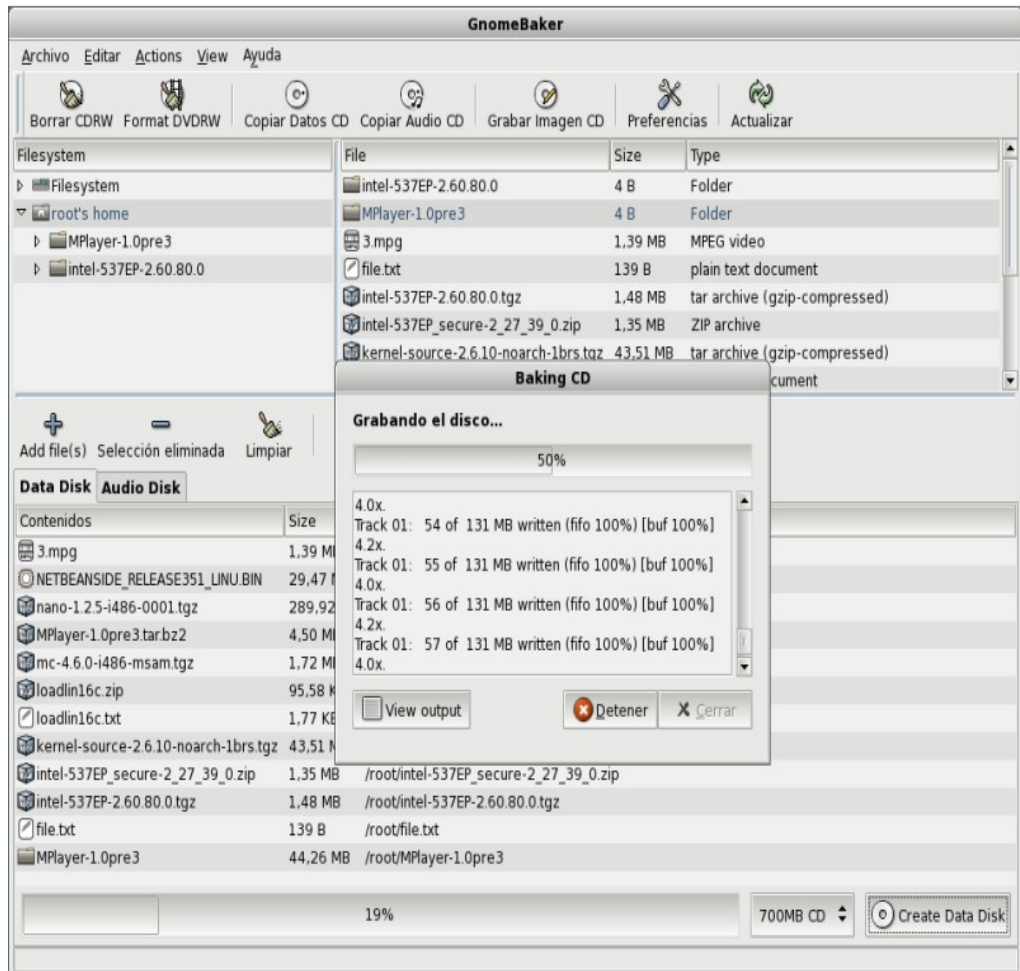 GnomeBaker
Archivo Editar Actions View Ayuda
Borrar CDRW Format DVDRW Copiar Datos CD Copiar Audio CD Grabar Imagen CD Preferencias Actualizar
Filesystem File Size Type
Filesystem intel-537EP-2.60.80.0 4 B Folder
root's home MPlayer-1.0pre3 4 B Folder
MPlayer-1.0pre3 3.mpg 1,39 MB MPEG video
intel-537EP-2.60.80.0 file.txt 139 B plain text document
intel-537EP-2.60.80.0.tgz 1,48 MB tar archive (gzip-compressed)
intel-537EP_secure-2_27_39_0.zip 1,35 MB ZIP archive
kernel-source-2.6.10-noarch-1brs.tgz 43,51 MB tar archive (gzip-compressed)
cument
Baking CD
Grabando el disco...
50%
4.0x.
Track 01: 54 of 131 MB written (fifo 100%) [buf 100%]
4.2x.
Track 01: 55 of 131 MB written (fifo 100%) [buf 100%]
4.0x.
Track 01: 56 of 131 MB written (fifo 100%) [buf 100%]
4.2x.
Track 01: 57 of 131 MB written (fifo 100%) [buf 100%]
4.0x.
View output Detener Cerrar
Add file(s) Selección eliminada Limpiar
Data Disk Audio Disk
Contenidos Size
3.mpg 1,39 M
NETBEANSIDE_RELEASE351_LINU.BIN 29,47
nano-1.2.5-i486-0001.tgz 289,92
MPlayer-1.0pre3.tar.bz2 4,50 M
mc-4.6.0-i486-msam.tgz 1,72 M
loadlin16c.zip 95,58 K
loadlin16c.txt 1,77 KE
kernel-source-2.6.10-noarch-1brs.tgz 43,51 M
intel-537EP_secure-2_27_39_0.zip 1,35 MB /root/intel-537EP_secure-2_27_39_0.zip
intel-537EP-2.60.80.0.tgz 1,48 MB /root/intel-537EP-2.60.80.0.tgz
file.txt 139 B /root/file.txt
MPlayer-1.0pre3 44,26 MB /root/MPlayer-1.0pre3
19% 700MB CD Create Data Disk